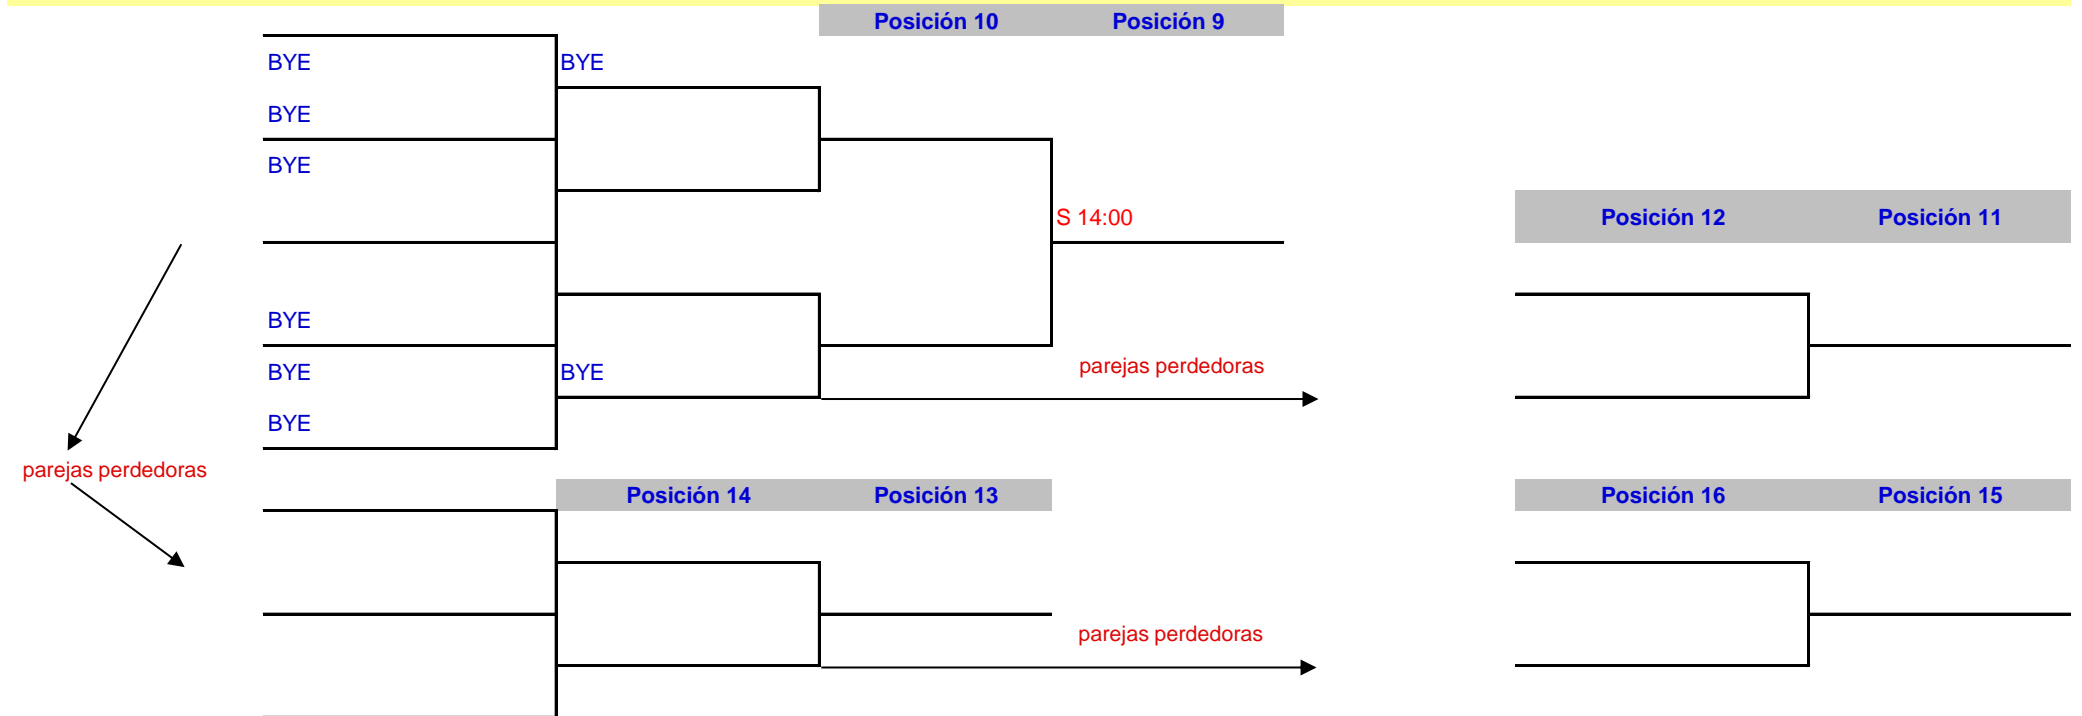 Posición 10 Posición 9
BYE BYE
BYE
BYE
S 14:00 Posición 12 Posición 11
BYE
BYE BYE parejas perdedoras
BYE
parejas perdedoras
Posición 14 Posición 13 Posición 16 Posición 15
parejas perdedoras